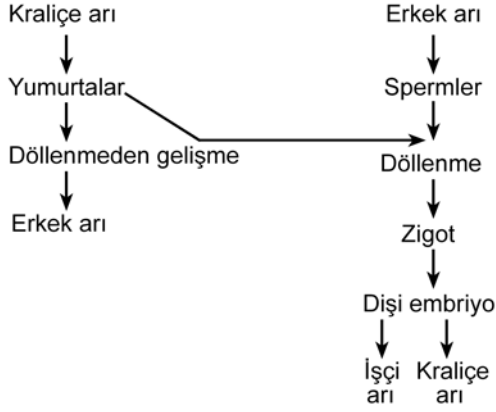 Kraliçe arı
Yumurtalar
Döllenmeden gelişme
Erkek arı
Erkek arı
Spermler
Döllenme
Zigot
Dişi embriyo
İşçi
arı
Kraliçe
arı